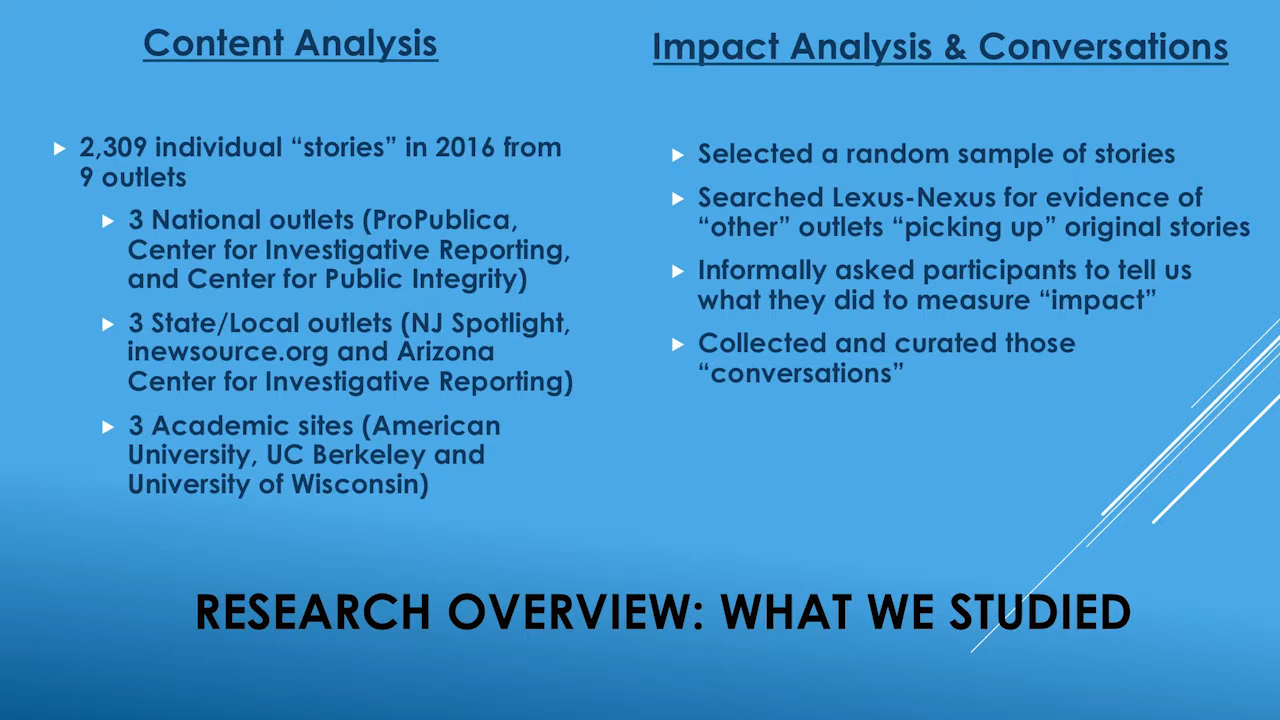 Content Analysis
2,309 individual “stories” in 2016 from
9 outlets
3 National outlets (ProPublica,
Center for Investigative Reporting,
and Center for Public Integrity)
3 State/Local outlets (NJ Spotlight,
inewsource.org and Arizona
Center for Investigative Reporting)
3 Academic sites (American
University, UC Berkeley and
University of Wisconsin)
Impact Analysis & Conversations
Selected a random sample of stories
Searched Lexus-Nexus for evidence of
“other” outlets “picking up” original stories
Informally asked participants to tell us
what they did to measure “impact”
Collected and curated those
“conversations”
RESEARCH OVERVIEW: WHAT WE STUDIED